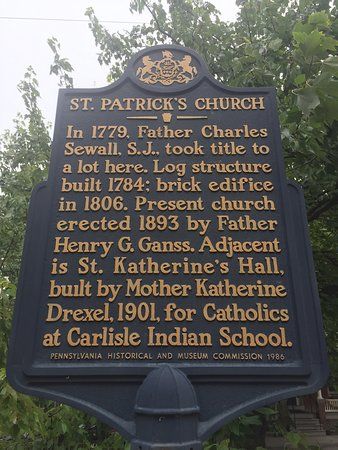 ST. PATRICK'S CHURCH
In 1779, Father Charles
Sewall, S.J., took title to
a lot here. Log structure
built 1784; brick edifice
in 1806. Present church
erected 1893 by Father
Henry G. Ganss. Adjacent
is St. Katherine's Hall,
built by Mother Katherine
Drexel, 1901, for Catholics
at Carlisle Indian School.
PENNSYLVANIA HISTORICAL AND MUSEUM COMMISSION 1986